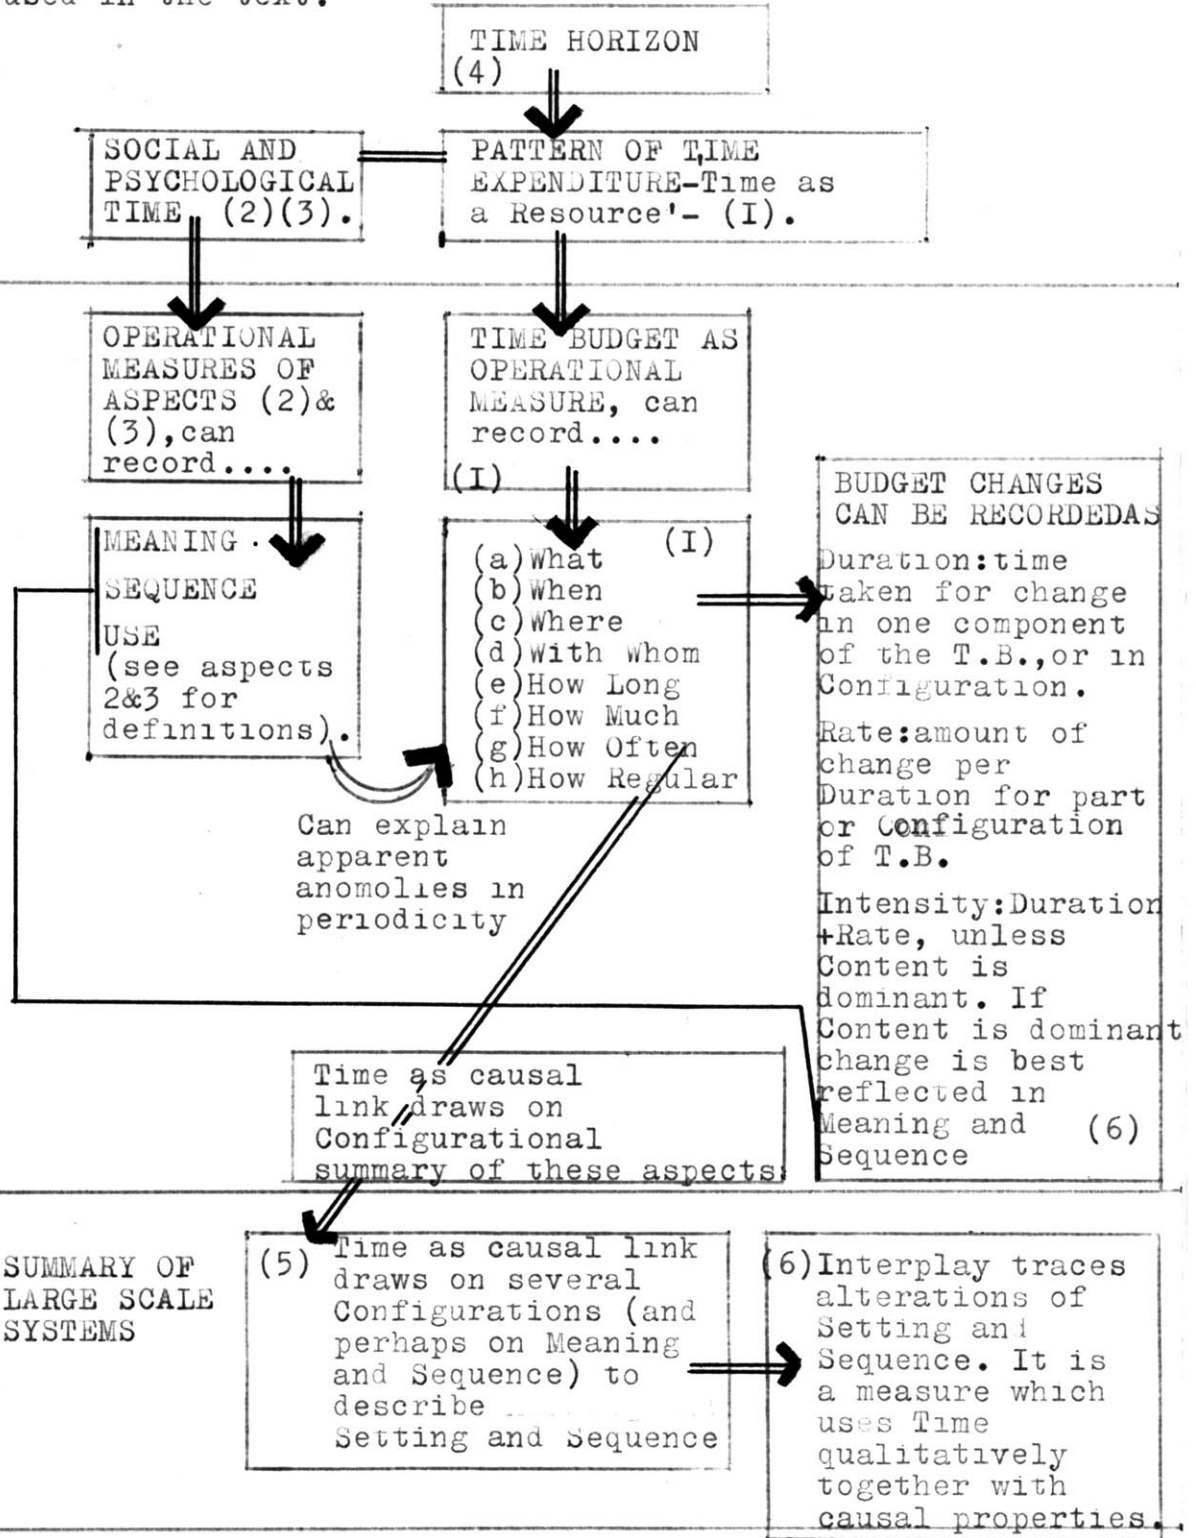 used in the text.
TIME HORIZON
(4)
SOCIAL AND
PSYCHOLOGICAL
TIME (2)(3).
PATTERN OF TIME
EXPENDITURE-Time as
a Resource'- (I).
OPERATIONAL
MEASURES OF
ASPECTS (2)&
(3),can
record....
TIME BUDGET AS
OPERATIONAL
MEASURE, can
record....
(I)
MEANING
SEQUENCE
USE
(see aspects
2&3 for
definitions).
(I)
(a)What
(b)When
(c)Where
(d)With Whom
(e)How Long
(f)How Much
(g)How Often
(h)How Regular
Can explain
apparent
anomolies in
periodicity
BUDGET CHANGES
CAN BE RECORDEDAS
Duration:time
taken for change
in one component
of the T.B.,or in
Configuration.
Rate:amount of
change per
Duration for part
or Configuration
of T.B.
Intensity:Duration
+Rate, unless
Content is
dominant. If
Content is dominant
change is best
reflected in
Meaning and (6)
Sequence
Time as causal
link draws on
Configurational
summary of these aspects
SUMMARY OF
LARGE SCALE
SYSTEMS
(5) Time as causal link
draws on several
Configurations (and
perhaps on Meaning
and Sequence) to
describe
Setting and Sequence
(6)Interplay traces
alterations of
Setting and
Sequence. It is
a measure which
uses Time
qualitatively
together with
causal properties.